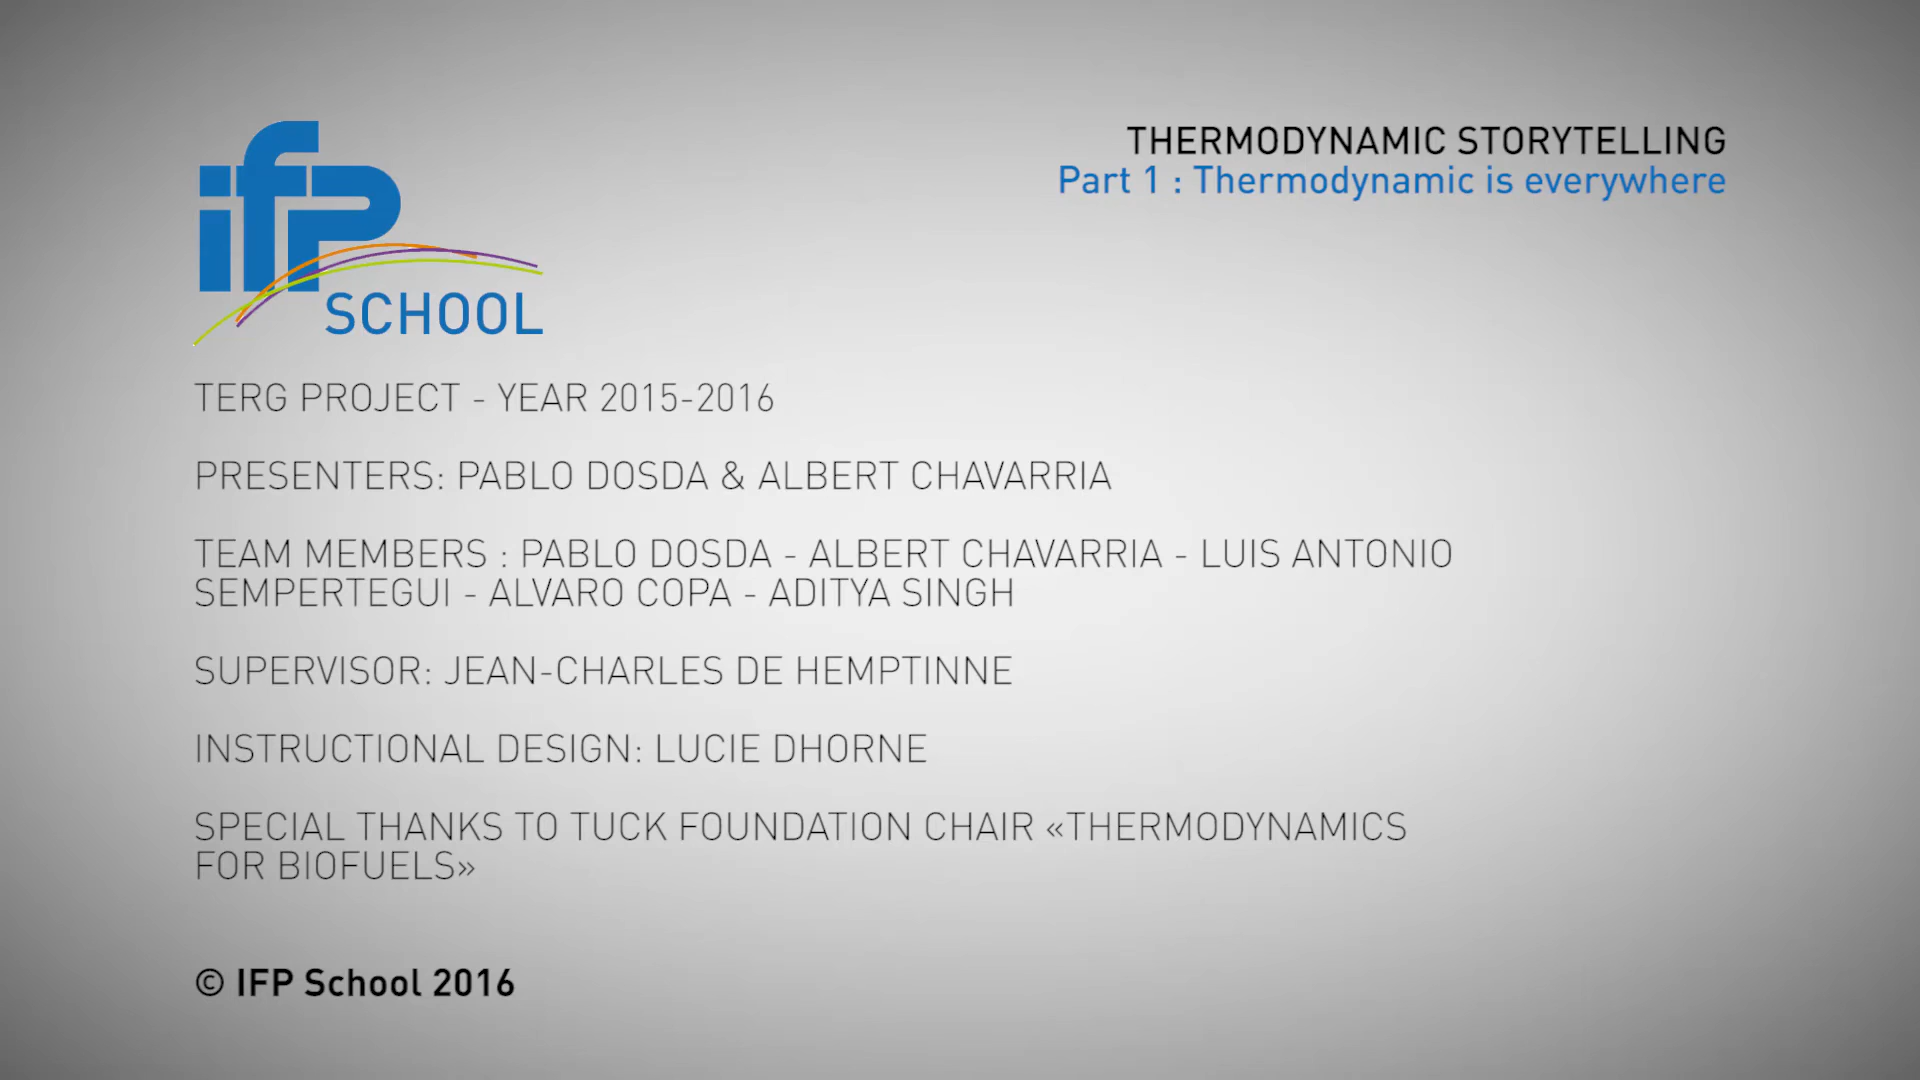 ifp
SCHOOL
THERMODYNAMIC STORYTELLING
Part 1 : Thermodynamic is everywhere
TERG PROJECT - YEAR 2015-2016
PRESENTERS: PABLO DOSDA & ALBERT CHAVARRIA
TEAM MEMBERS : PABLO DOSDA - ALBERT CHAVARRIA - LUIS ANTONIO
SEMPERTEGUI - ALVARO COPA - ADITYA SINGH
SUPERVISOR: JEAN-CHARLES DE HEMPTINNE
INSTRUCTIONAL DESIGN: LUCIE DHORNE
SPECIAL THANKS TO TUCK FOUNDATION CHAIR «THERMODYNAMICS
FOR BIOFUELS»
© IFP School 2016